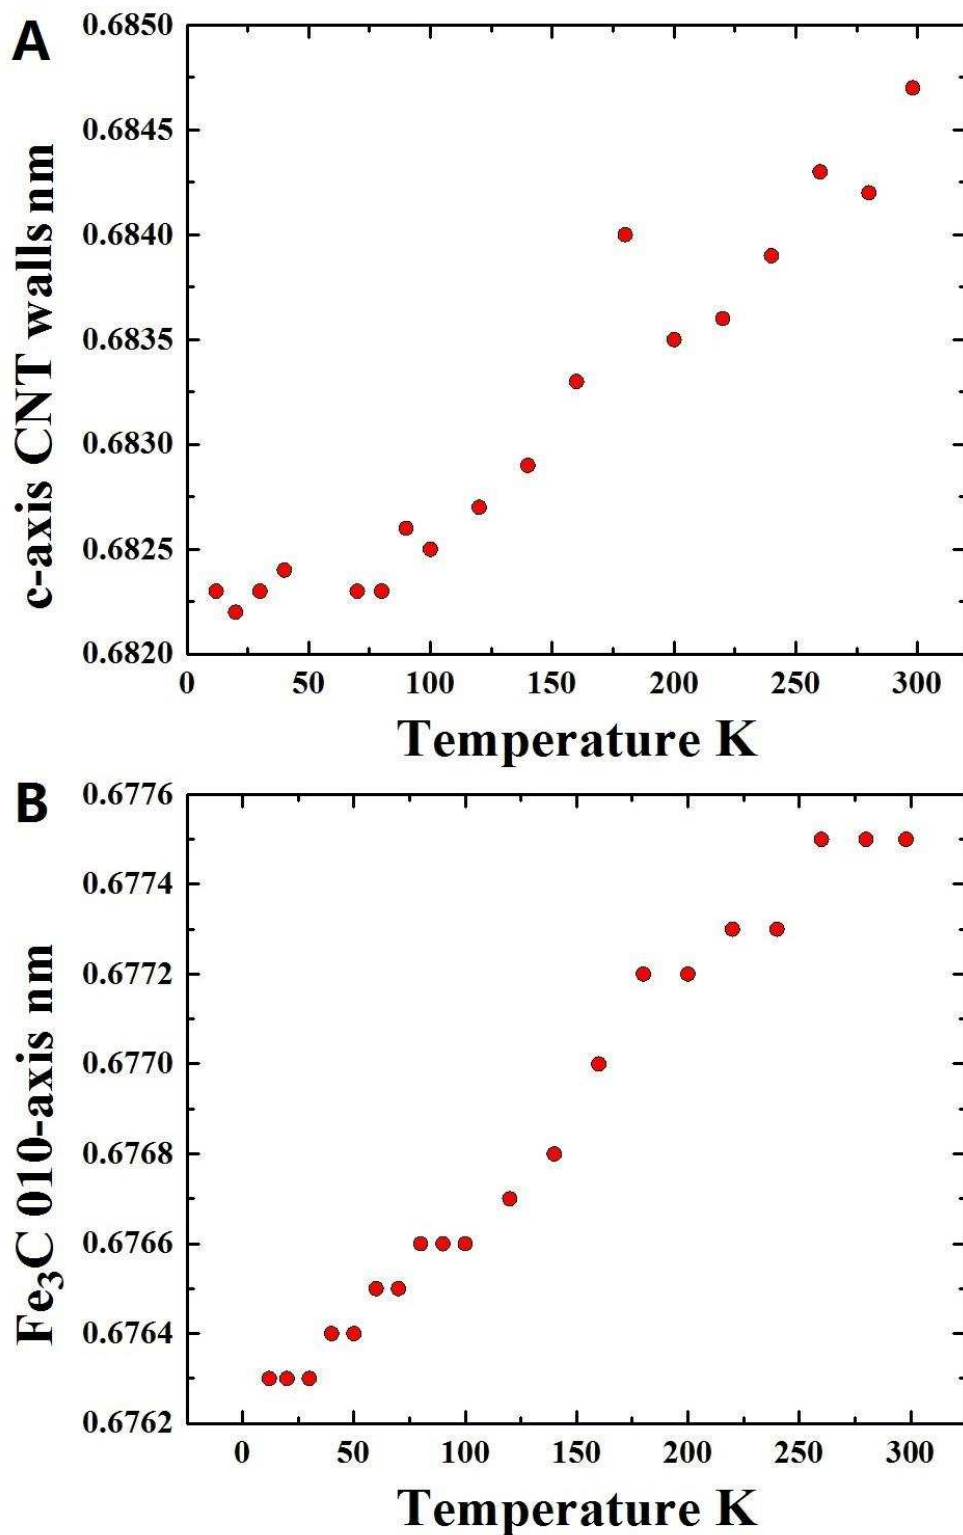 A
0.6850
0.6845
0.6840
0.6835
0.6830
0.6825
0.6820
c-axis CNT walls nm
0 50 100 150 200 250 300
Temperature K
B
0.6776
0.6774
0.6772
0.6770
0.6768
0.6766
0.6764
0.6762
Fe₃C 010-axis nm
0 50 100 150 200 250 300
Temperature K